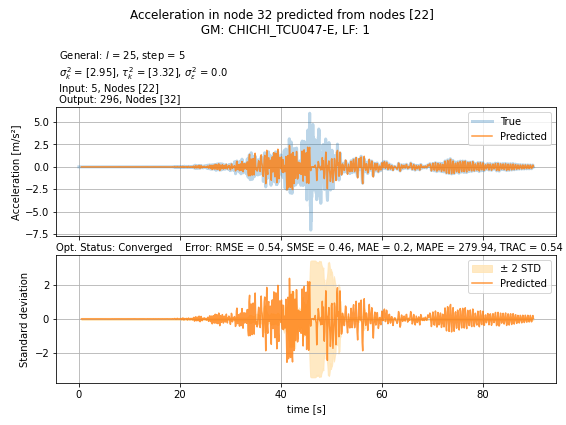 Acceleration in node 32 predicted from nodes [22]
GM: CHICHI_TCU047-E, LF: 1
General: l = 25, step = 5
σ²ₖ = [2.95], τ²ₖ = [3.32], σ²ε = 0.0
Input: 5, Nodes [22]
Output: 296, Nodes [32]
Acceleration [m/s²]
5.0
2.5
0.0
−2.5
−5.0
−7.5
True
Predicted
Opt. Status: Converged Error: RMSE = 0.54, SMSE = 0.46, MAE = 0.2, MAPE = 279.94, TRAC = 0.54
Standard deviation
2
0
−2
± 2 STD
Predicted
0 20 40 60 80
time [s]